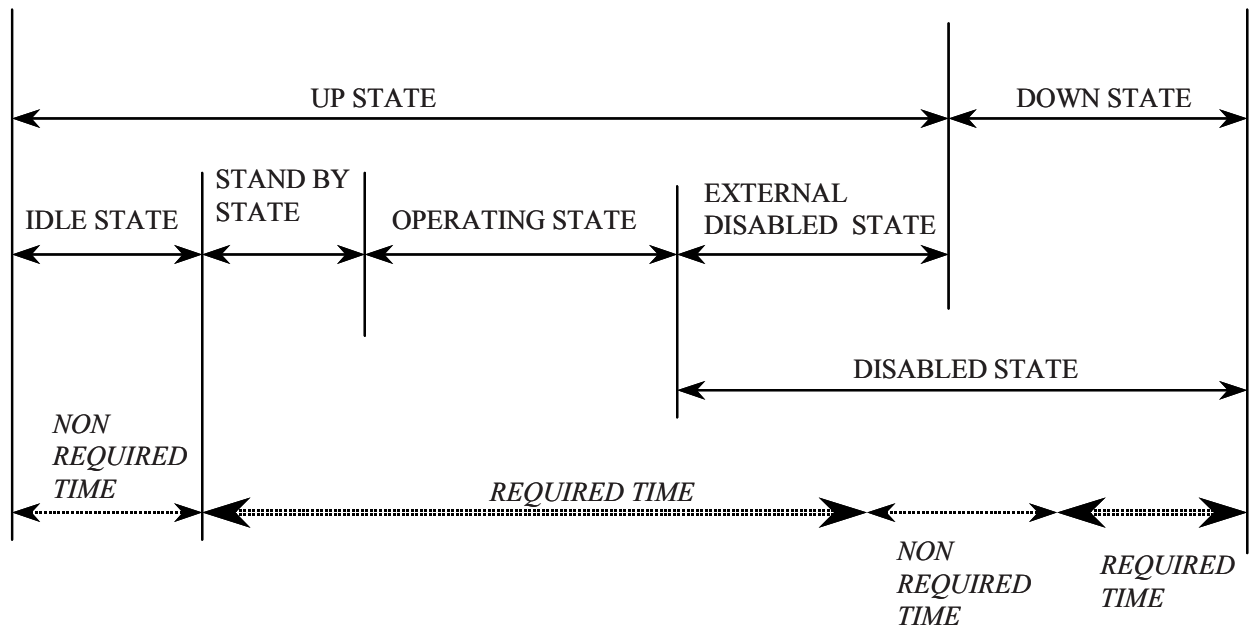 UP STATE
DOWN STATE
STAND BY
STATE
IDLE STATE
OPERATING STATE
EXTERNAL
DISABLED STATE
DISABLED STATE
NON
REQUIRED
TIME
REQUIRED TIME
NON
REQUIRED
TIME
REQUIRED
TIME